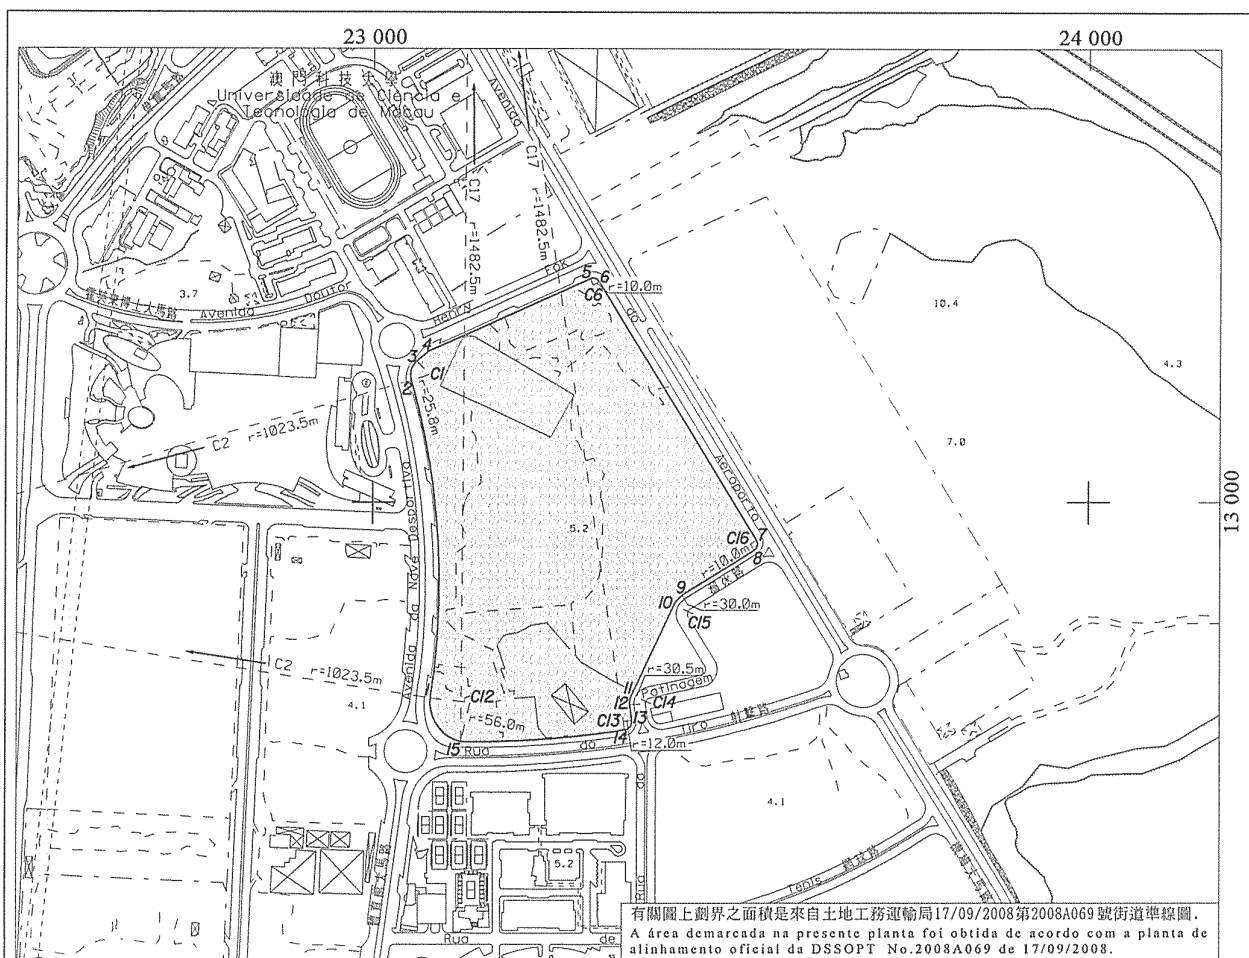 23 000
24 000
澳門科技大學
Universidade de Ciência e
Tecnologia de Macau
Avenida
C17
C17
r=1482.5m
r=1482.5m
Fok
5
6
C6
r=10.0m
do
3.7
10.4
Avenida
Doutor
Henry
4
3
C1
2
r=25.8m
4.3
C2
r=1023.5m
7.0
Aeroporto
13 000
5.2
C16
7
r=10.0m
8
9
10
r=30.0m
C15
Avenida da Nave Desportiva
C2
r=1023.5m
4.1
r=30.5m
11
Patinagem
12
C14
C12
C13
13
r=56.0m
14
Tiro
射擊路
r=12.0m
15
Rua
do
da
4.1
5.2
Tenis
Rua
Rua
de
有關圖上劃界之面積是來自土地工務運輸局17/09/2008第2008A069號街道準線圖.
A área demarcada na presente planta foi obtida de acordo com a planta de
alinhamento oficial da DSSOPT No.2008A069 de 17/09/2008.